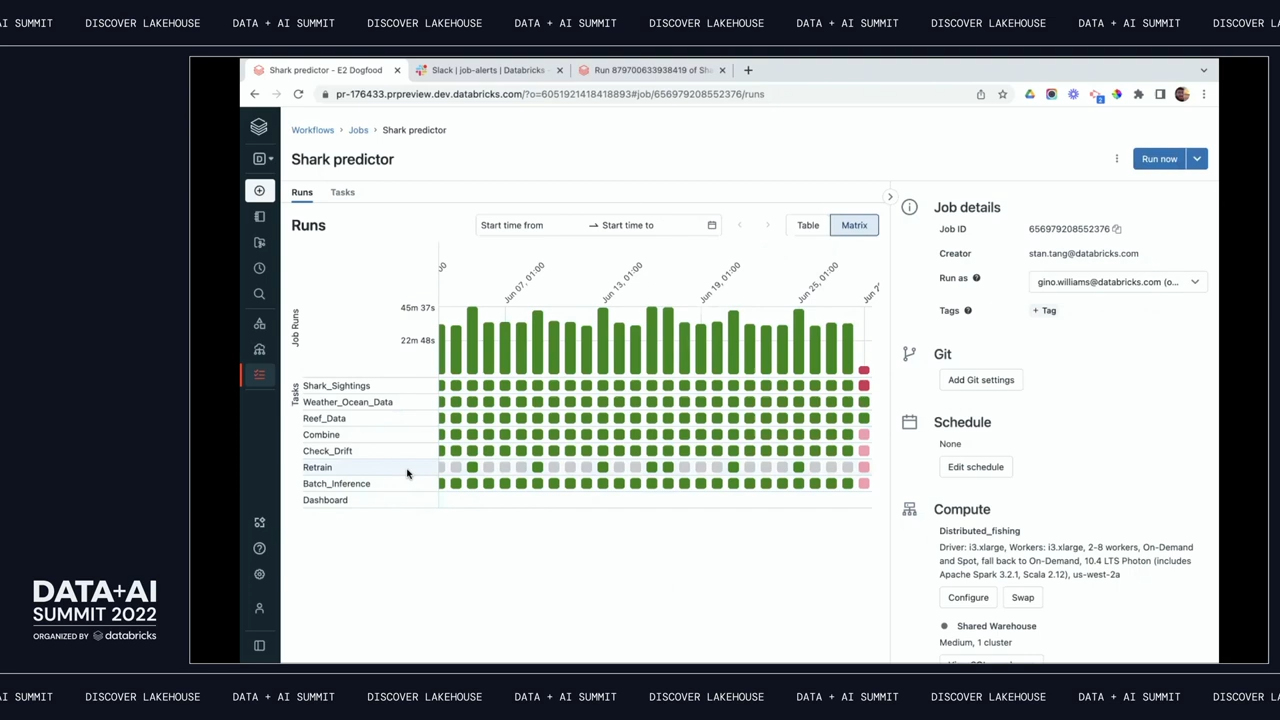 AI SUMMIT DISCOVER LAKEHOUSE DATA + AI SUMMIT DISCOVER LAKEHOUSE DATA + AI SUMMIT DISCOVER LAKEHOUSE DATA + AI SUMMIT DISCOVER LAKEHOUSE DATA + AI SUMMIT DISCOVER
Shark predictor - E2 Dogfood
Slack | job-alerts | Databricks
Run 879700633938419 of Sha
pr-176433.prpreview.dev.databricks.com/?o=6051921418418893#job/656979208552376/runs
2
D
Workflows > Jobs > Shark predictor
Shark predictor
Run now
Runs Tasks
Runs
Start time from → Start time to
Table Matrix
Jun 07, 01:00
Jun 13, 01:00
Jun 19, 01:00
Jun 25, 01:00
Job Runs
45m 37s
22m 48s
Tasks
Shark_Sightings
Weather_Ocean_Data
Reef_Data
Combine
Check_Drift
Retrain
Batch_Inference
Dashboard
Job details
Job ID 656979208552376
Creator stan.tang@databricks.com
Run as gino.williams@databricks.com (o...
Tags + Tag
Git
Add Git settings
Schedule
None
Edit schedule
Compute
Distributed_fishing
Driver: i3.xlarge, Workers: i3.xlarge, 2-8 workers, On-Demand
and Spot, fall back to On-Demand, 10.4 LTS Photon (includes
Apache Spark 3.2.1, Scala 2.12), us-west-2a
Configure Swap
Shared Warehouse
Medium, 1 cluster
DATA+AI
SUMMIT 2022
ORGANIZED BY databricks
AI SUMMIT DISCOVER LAKEHOUSE DATA + AI SUMMIT DISCOVER LAKEHOUSE DATA + AI SUMMIT DISCOVER LAKEHOUSE DATA + AI SUMMIT DISCOVER LAKEHOUSE DATA + AI SUMMIT DISCOVER